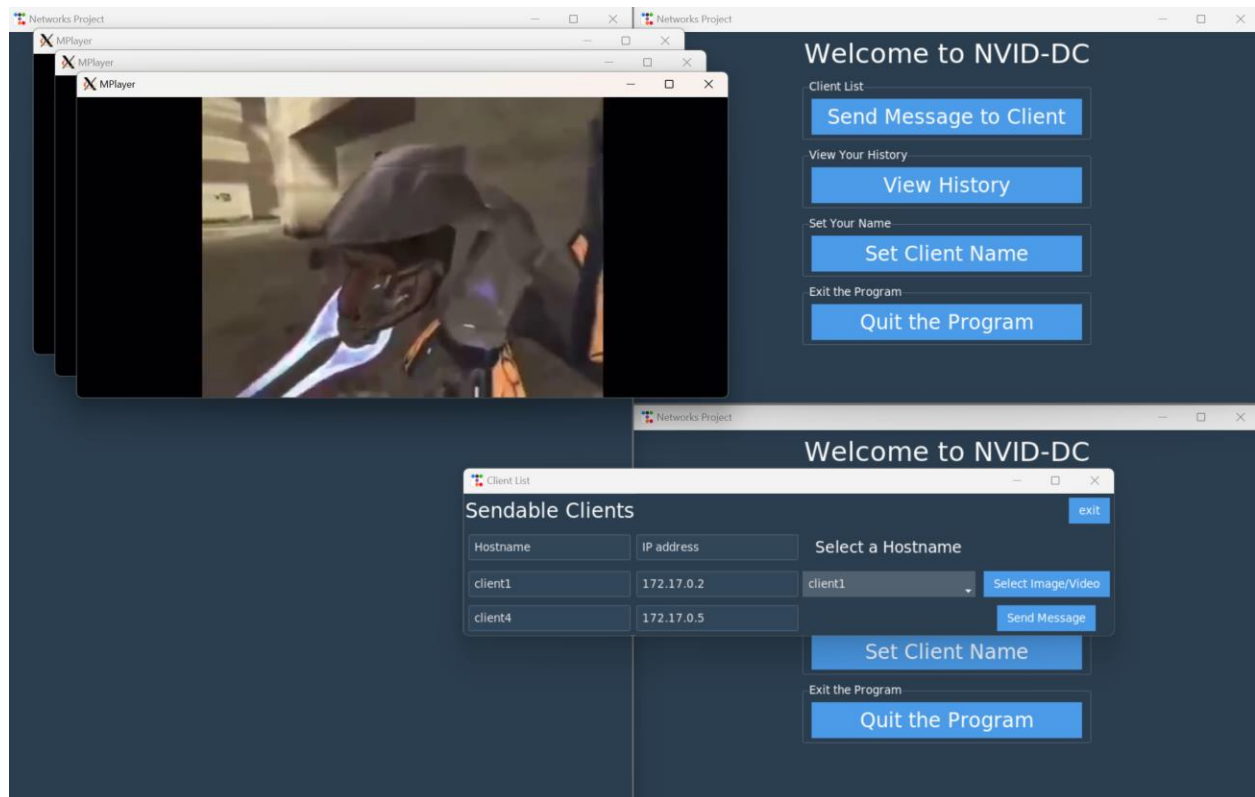 Networks Project
MPlayer
MPlayer
MPlayer
Networks Project
Welcome to NVID-DC
Client List
Send Message to Client
View Your History
View History
Set Your Name
Set Client Name
Exit the Program
Quit the Program
Networks Project
Welcome to NVID-DC
Client List
Sendable Clients
exit
Hostname IP address Select a Hostname
client1 172.17.0.2 client1 Select Image/Video
client4 172.17.0.5 Send Message
Set Client Name
Exit the Program
Quit the Program